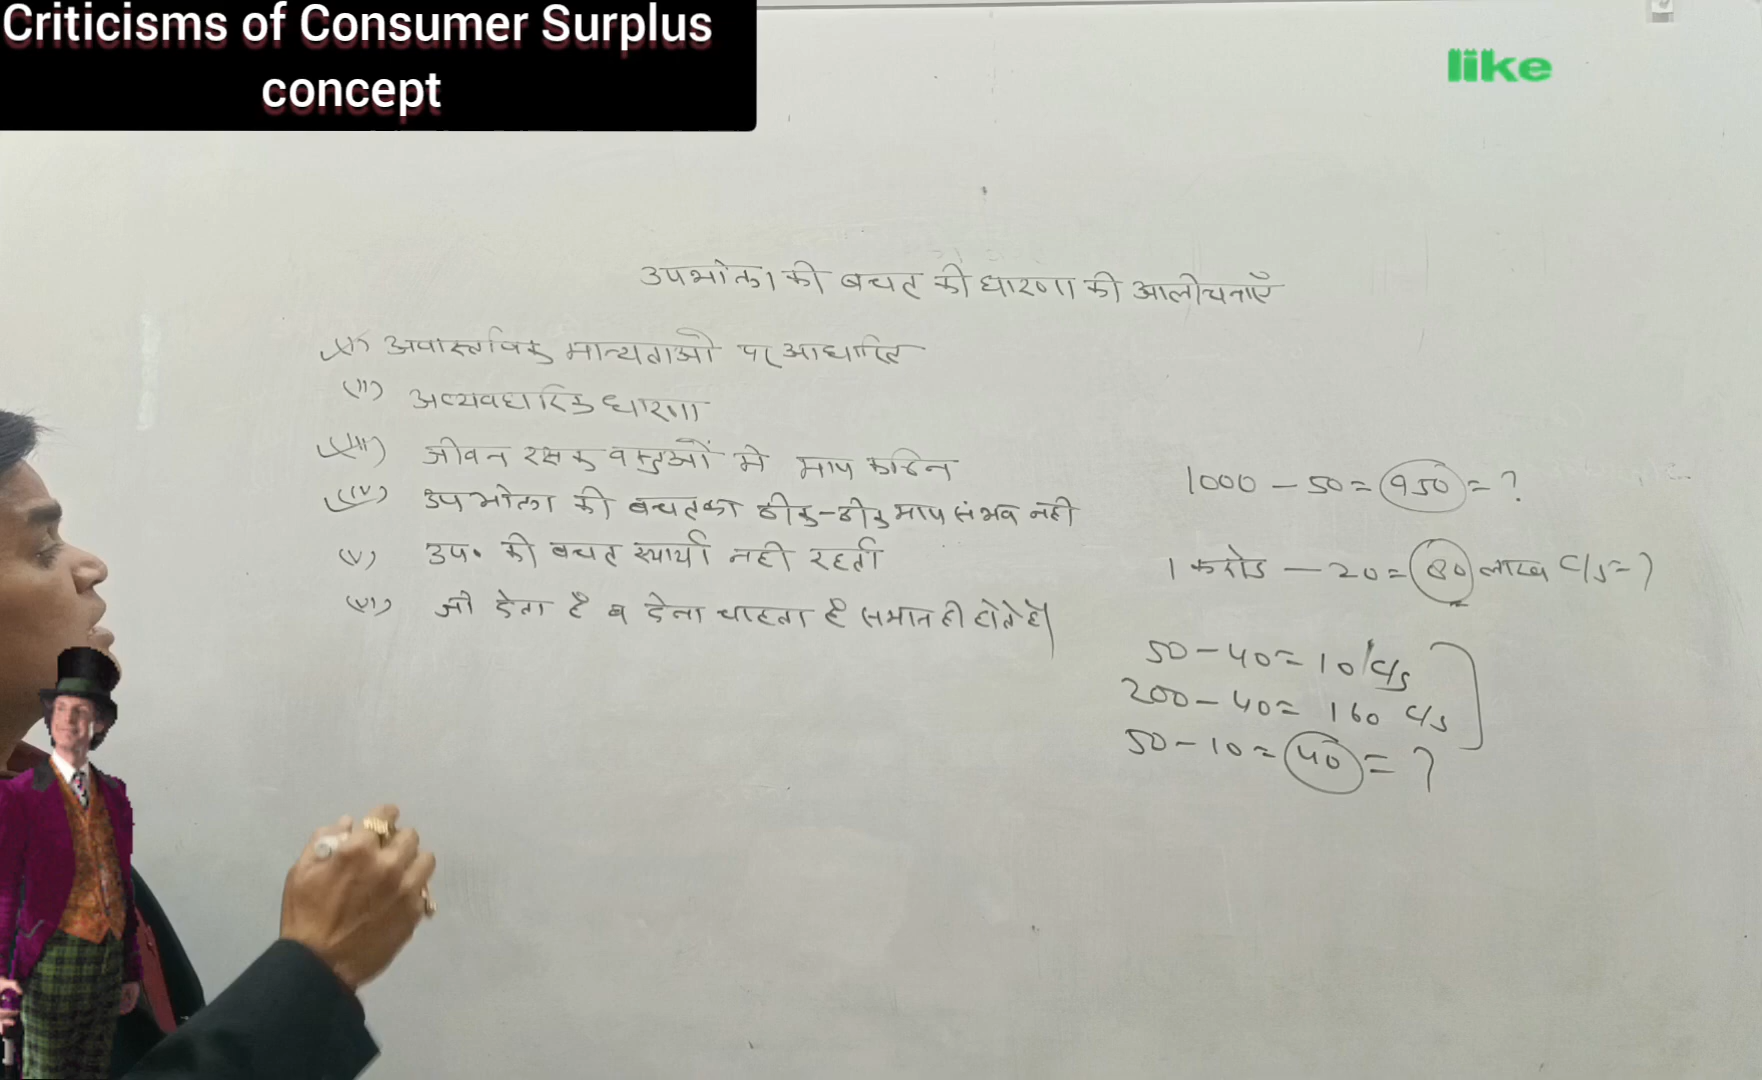 Criticisms of Consumer Surplus
concept
like
उपभोक्ता की बचत की धारणा की आलोचनाएँ
(i) अवास्तविक मान्यताओं पर आधारित
(ii) अव्यवहारिक धारणा
(iii) जीवन रक्षक वस्तुओं में माप कठिन
(iv) उपभोक्ता की बचत का ठीक-ठीक माप संभव नही
(v) उप. की बचत स्थायी नही रहती
(vi) जो देता है व देना चाहता है समान ही होते है।
1000 - 50 = 950 = ?
1 करोड - 20 = 80 लाख C/S = ?
50 - 40 = 10 C/S
200 - 40 = 160 C/S
50 - 10 = 40 = ?